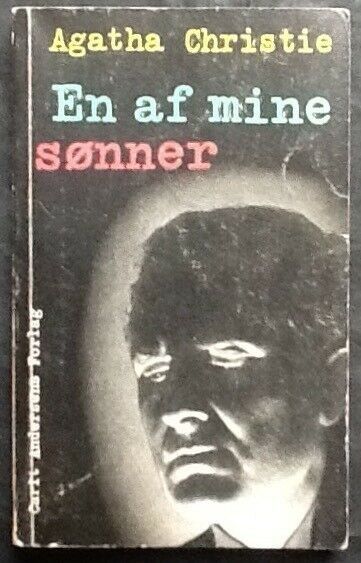 Agatha Christie
En af mine
sønner
Carit Andersens Forlag